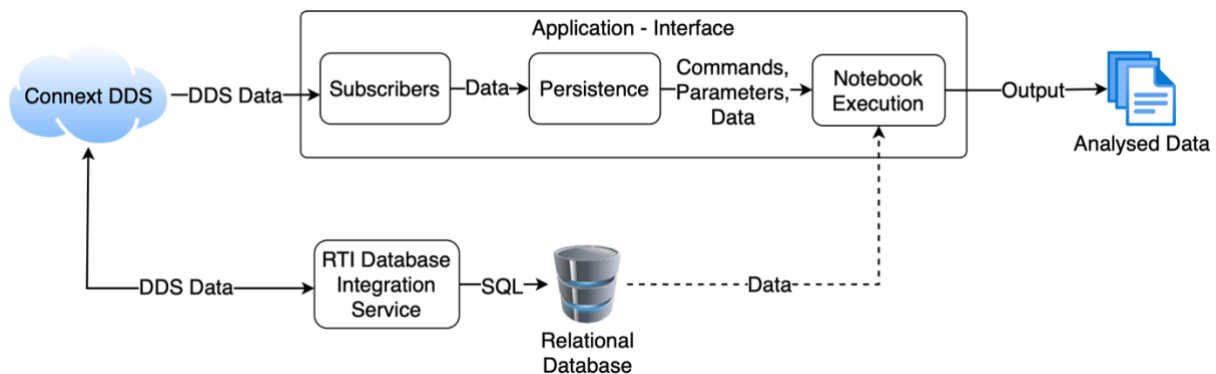 Application - Interface
Connext DDS
DDS Data
Subscribers
Data
Persistence
Commands,
Parameters,
Data
Notebook
Execution
Output
Analysed Data
DDS Data
RTI Database
Integration
Service
SQL
Relational
Database
Data